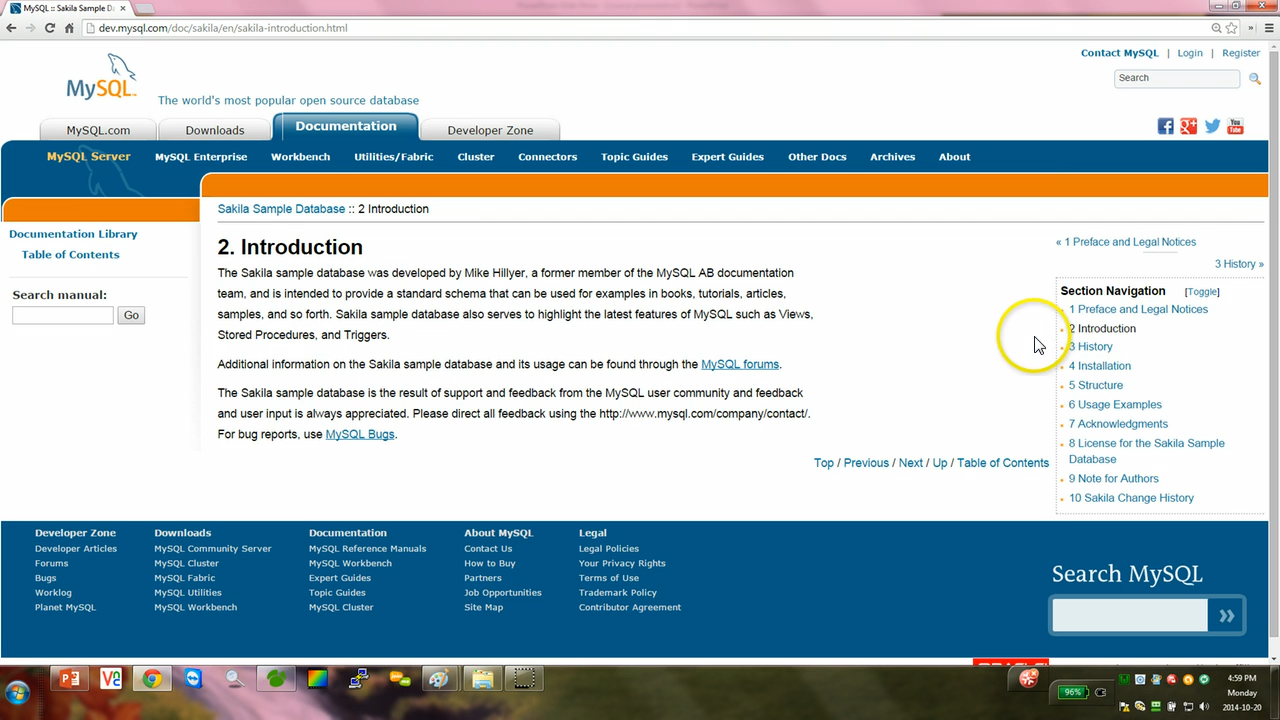 MySQL :: Sakila Sample Da
dev.mysql.com/doc/sakila/en/sakila-introduction.html
Contact MySQL | Login | Register
MySQL
The world's most popular open source database
Search
MySQL.com
Downloads
Documentation
Developer Zone
You Tube
MySQL Server
MySQL Enterprise
Workbench
Utilities/Fabric
Cluster
Connectors
Topic Guides
Expert Guides
Other Docs
Archives
About
Documentation Library
Table of Contents
Search manual:
Go
Sakila Sample Database :: 2 Introduction
2. Introduction
The Sakila sample database was developed by Mike Hillyer, a former member of the MySQL AB documentation
team, and is intended to provide a standard schema that can be used for examples in books, tutorials, articles,
samples, and so forth. Sakila sample database also serves to highlight the latest features of MySQL such as Views,
Stored Procedures, and Triggers.
Additional information on the Sakila sample database and its usage can be found through the MySQL forums.
The Sakila sample database is the result of support and feedback from the MySQL user community and feedback
and user input is always appreciated. Please direct all feedback using the http://www.mysql.com/company/contact/.
For bug reports, use MySQL Bugs.
Top / Previous / Next / Up / Table of Contents
« 1 Preface and Legal Notices
3 History »
Section Navigation [Toggle]
1 Preface and Legal Notices
2 Introduction
3 History
4 Installation
5 Structure
6 Usage Examples
7 Acknowledgments
8 License for the Sakila Sample
Database
9 Note for Authors
10 Sakila Change History
Developer Zone
Developer Articles
Forums
Bugs
Worklog
Planet MySQL
Downloads
MySQL Community Server
MySQL Cluster
MySQL Fabric
MySQL Utilities
MySQL Workbench
Documentation
MySQL Reference Manuals
MySQL Workbench
Expert Guides
Topic Guides
MySQL Cluster
About MySQL
Contact Us
How to Buy
Partners
Job Opportunities
Site Map
Legal
Legal Policies
Your Privacy Rights
Terms of Use
Trademark Policy
Contributor Agreement
Search MySQL
96%
4:59 PM
Monday
2014-10-20